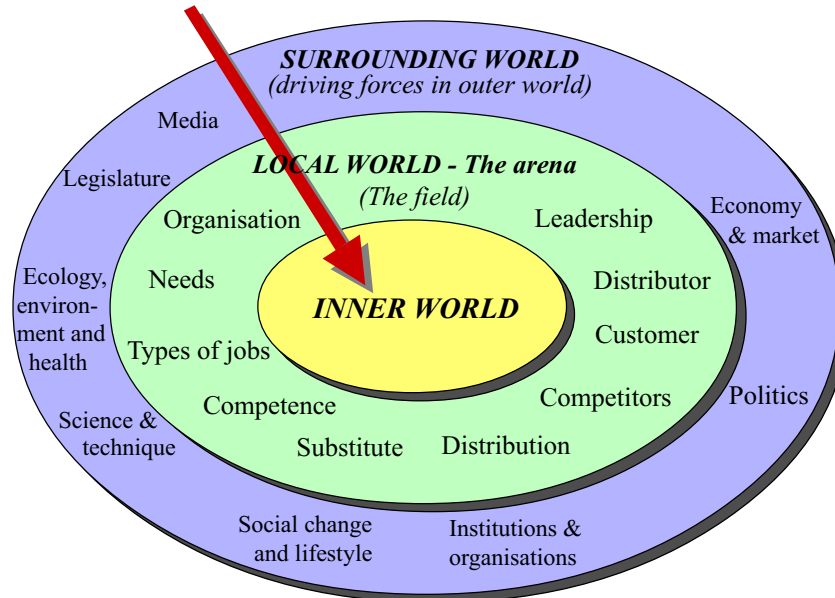 SURROUNDING WORLD
(driving forces in outer world)
Media
LOCAL WORLD - The arena
(The field)
Legislature
Organisation
Leadership
Economy
& market
Ecology,
environ-
ment and
health
Needs
Distributor
INNER WORLD
Customer
Types of jobs
Competence
Competitors
Politics
Science &
technique
Substitute
Distribution
Social change
and lifestyle
Institutions &
organisations